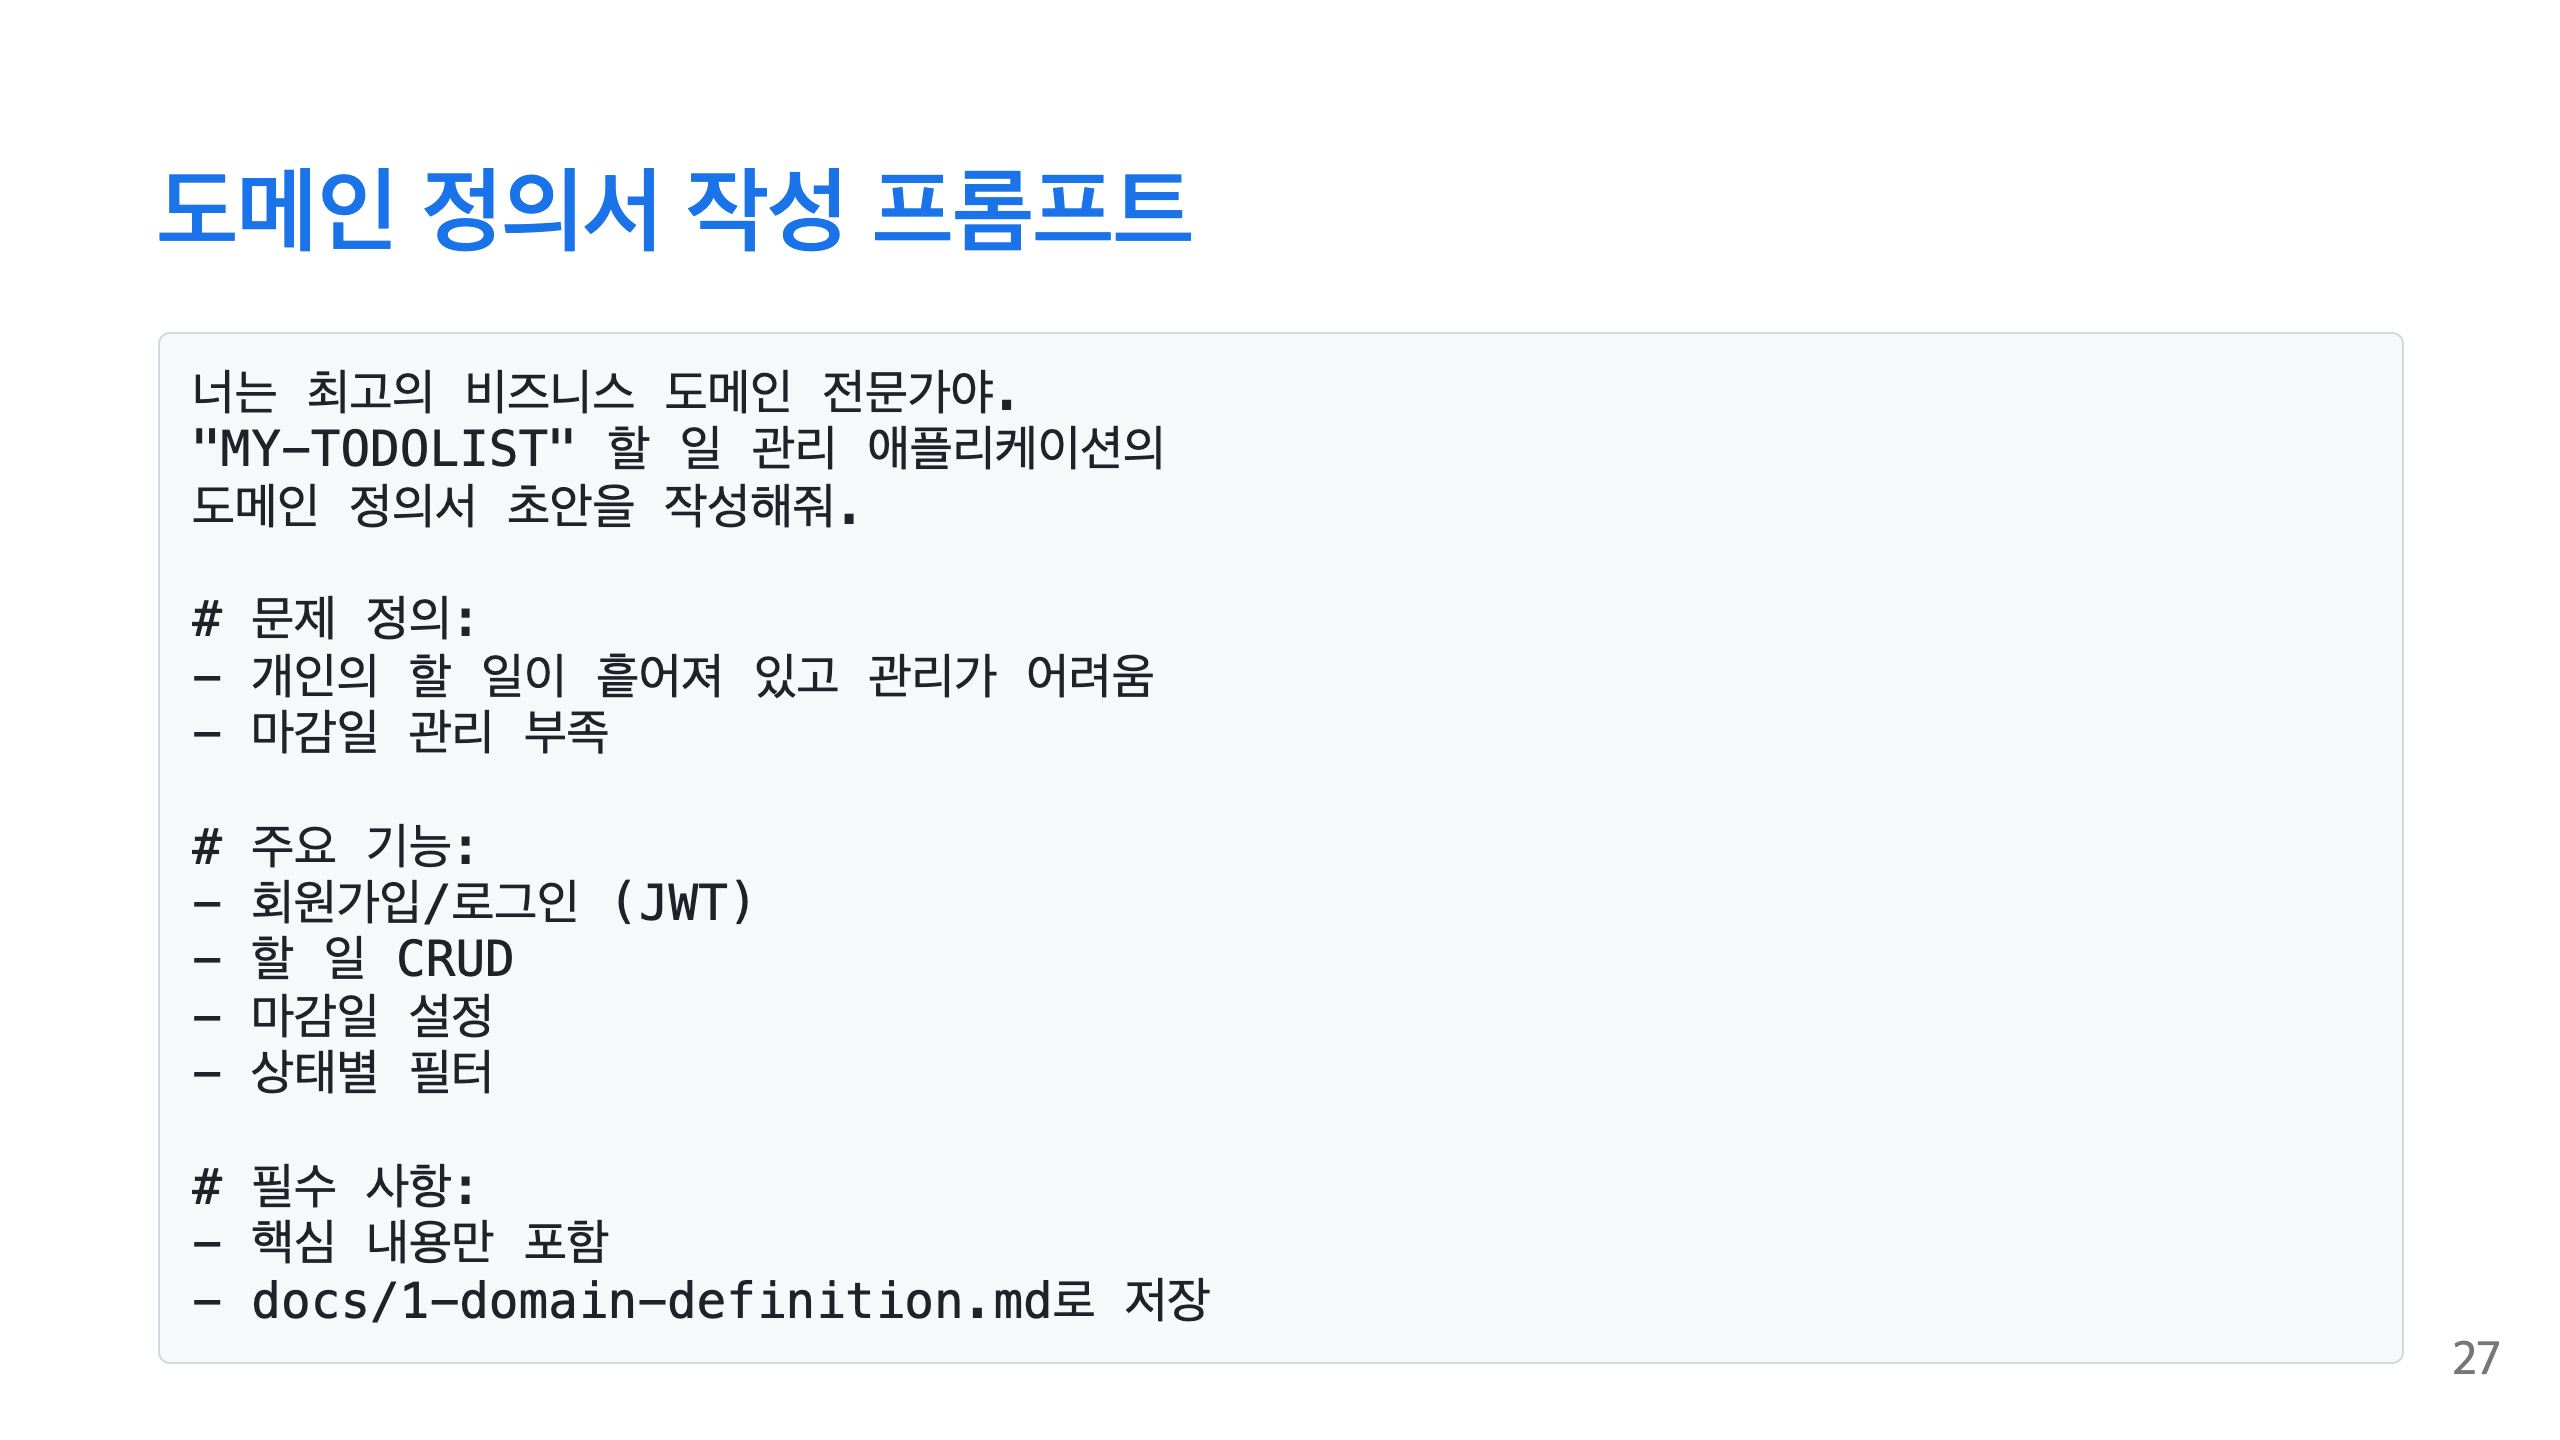 도메인 정의서 작성 프롬프트
너는 최고의 비즈니스 도메인 전문가야.
"MY-TODOLIST" 할 일 관리 애플리케이션의
도메인 정의서 초안을 작성해줘.
# 문제 정의:
- 개인의 할 일이 흩어져 있고 관리가 어려움
- 마감일 관리 부족
# 주요 기능:
- 회원가입/로그인 (JWT)
- 할 일 CRUD
- 마감일 설정
- 상태별 필터
# 필수 사항:
- 핵심 내용만 포함
- docs/1-domain-definition.md로 저장
27